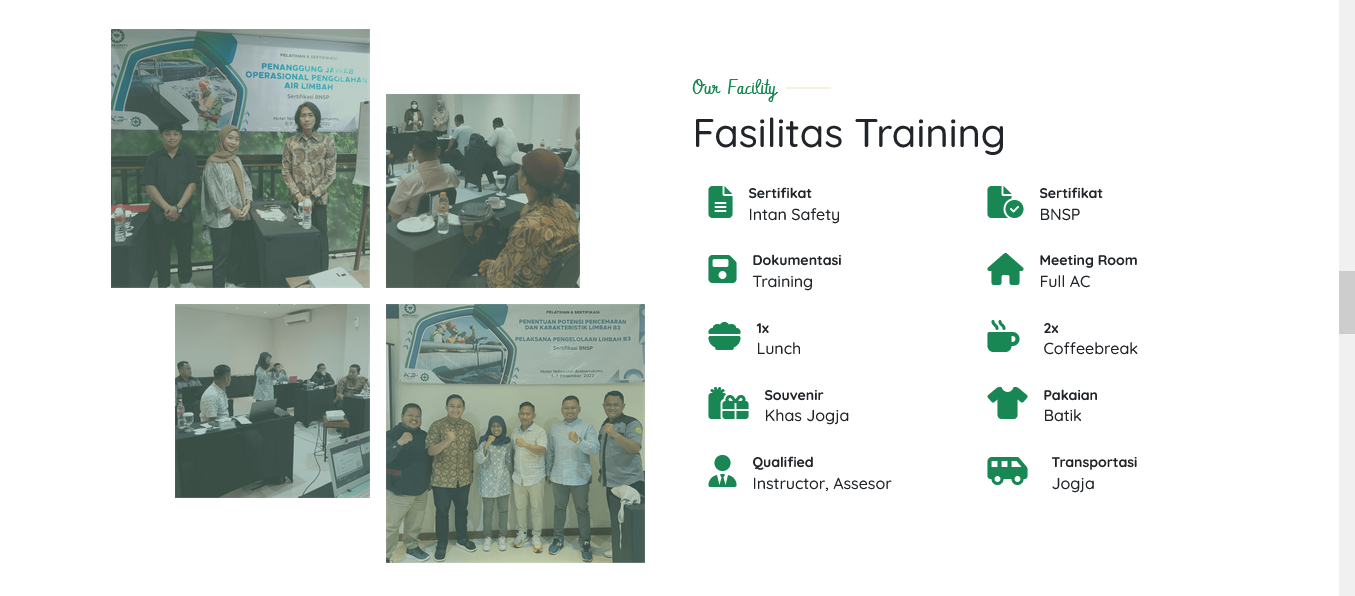 PELATIHAN & SERTIFIKASI
PENANGGUNG JAWAB
OPERASIONAL PENGOLAHAN
AIR LIMBAH
Sertifikasi BNSP
PELATIHAN & SERTIFIKASI
PENENTUAN POTENSI PENCEMARAN
DAN KARAKTERISTIK LIMBAH B3
PELAKSANA PENGELOLAAN LIMBAH B3
Sertifikasi BNSP
Our Facility
Fasilitas Training
Sertifikat
Intan Safety
Sertifikat
BNSP
Dokumentasi
Training
Meeting Room
Full AC
1x
Lunch
2x
Coffeebreak
Souvenir
Khas Jogja
Pakaian
Batik
Qualified
Instructor, Assesor
Transportasi
Jogja